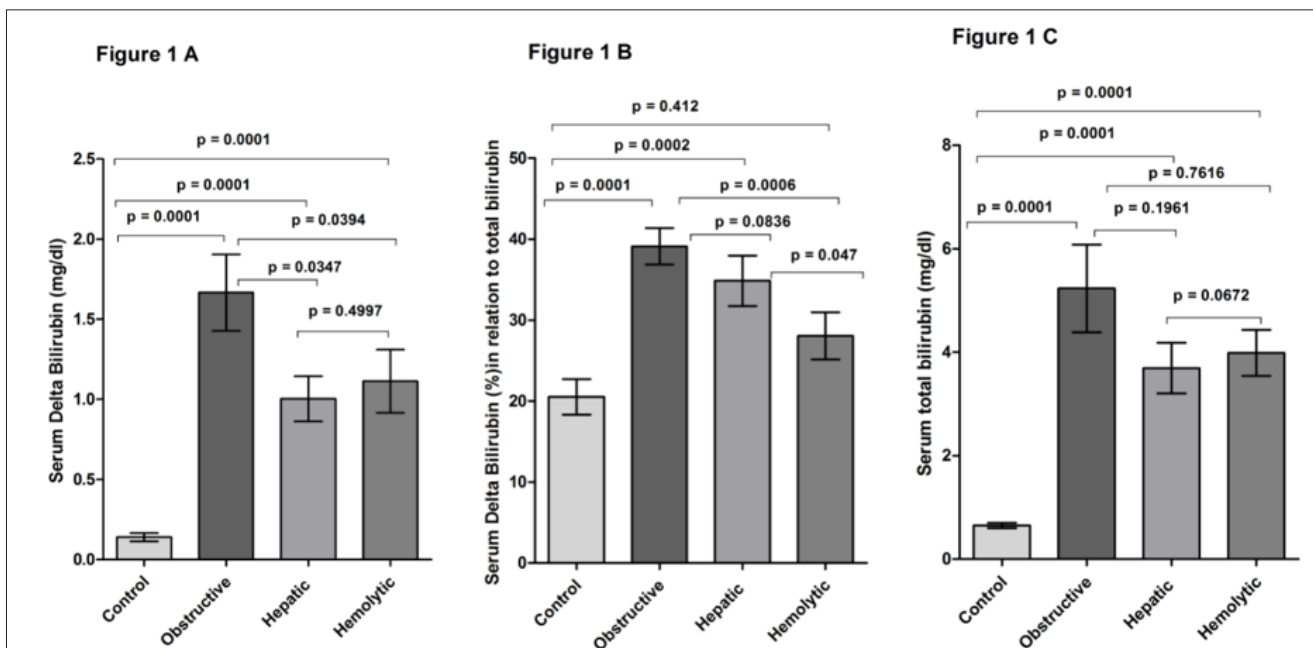 Figure 1 A
p = 0.0001
p = 0.0001
p = 0.0001
p = 0.0394
p = 0.0347
p = 0.4997
Serum Delta Bilirubin (mg/dl)
2.5
2.0
1.5
1.0
0.5
0.0
Control
Obstructive
Hepatic
Hemolytic
Figure 1 B
p = 0.412
p = 0.0002
p = 0.0001
p = 0.0006
p = 0.0836
p = 0.047
Serum Delta Bilirubin (%)in relation to total bilirubin
50
40
30
20
10
0
Control
Obstructive
Hepatic
Hemolytic
Figure 1 C
p = 0.0001
p = 0.0001
p = 0.7616
p = 0.0001
p = 0.1961
p = 0.0672
Serum total bilirubin (mg/dl)
8
6
4
2
0
Control
Obstructive
Hepatic
Hemolytic